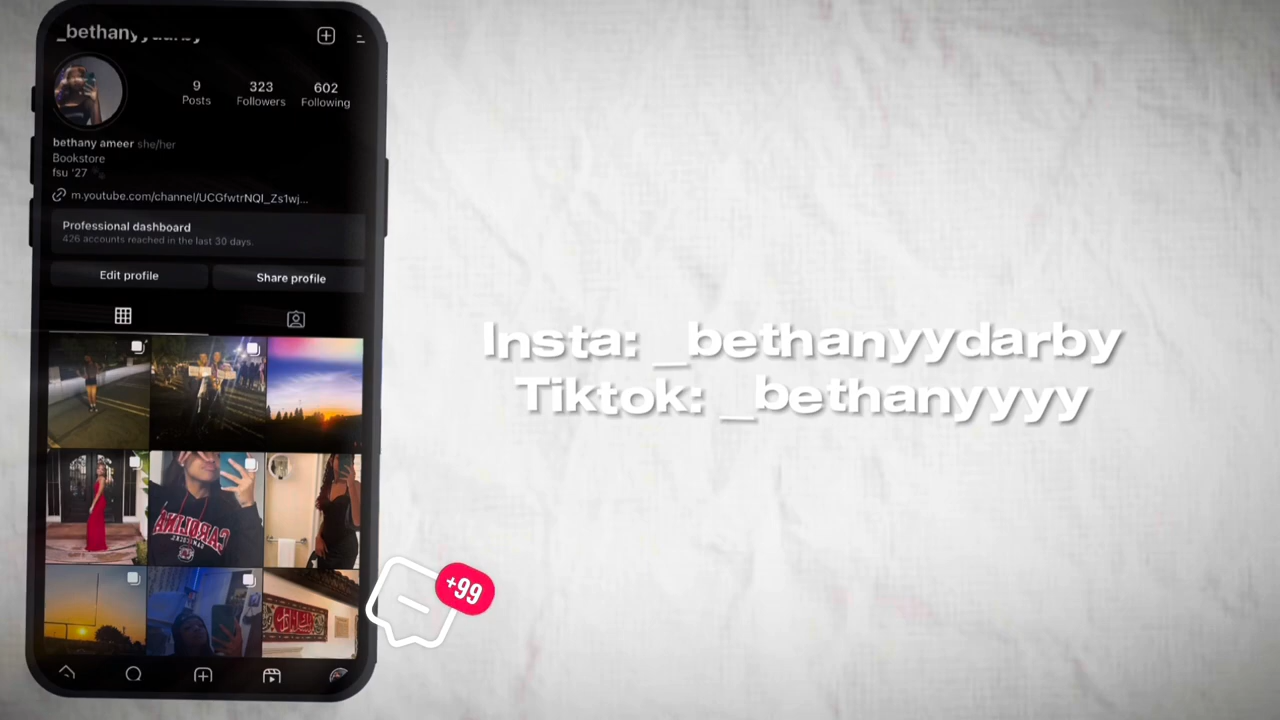 9
Posts
323
Followers
602
Following
bethany ameer she/her
Bookstore
fsu '27
m.youtube.com/channel/UCGfwtrNQI_Zs1wj...
Professional dashboard
426 accounts reached in the last 30 days.
Edit profile
Share profile
CAROLINA
Insta: _bethanyydarby
Tiktok: _bethanyyyy
+99